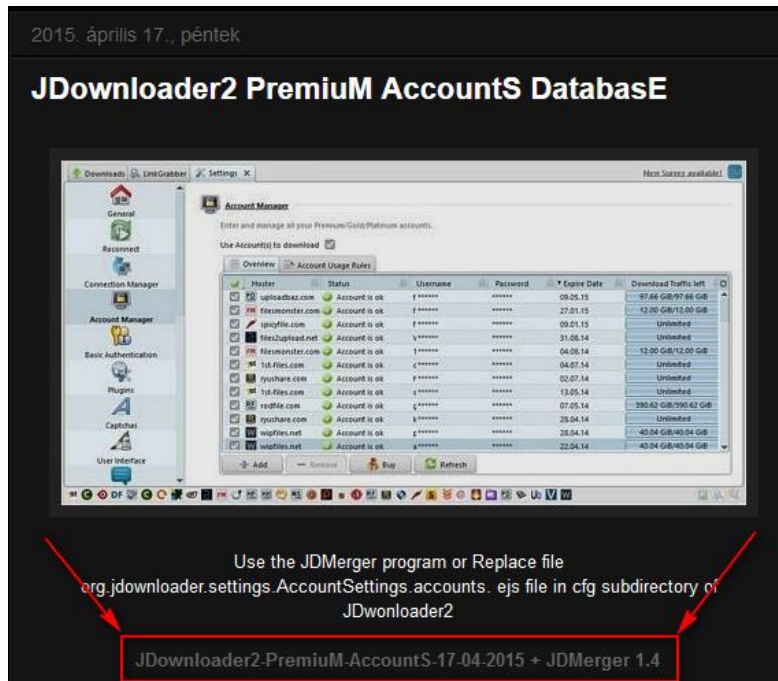 2015. április 17., péntek
JDownloader2 PremiuM AccountS DatabasE
Downloads LinkGrabber Settings X New Survey available!
General
Reconnect
Connection Manager
Account Manager
Basic Authentication
Plugins
Captchas
User Interface
Account Manager
Enter and manage all your Premium/Gold/Platinum accounts.
Use Account(s) to download
Overview Account Usage Rules
Hoster Status Username Password Expire Date Download Traffic left
uploadbaz.com Account is ok f ****** ****** 09.05.15 97.66 GiB/97.66 GiB
filesmonster.com Account is ok f ****** ****** 27.01.15 12.00 GiB/12.00 GiB
spicyfile.com Account is ok f ****** ****** 09.01.15 Unlimited
files2upload.net Account is ok ****** ****** 31.08.14 Unlimited
filesmonster.com Account is ok 1 ****** ****** 04.08.14 12.00 GiB/12.00 GiB
1st-files.com Account is ok c ****** ****** 04.07.14 Unlimited
ryushare.com Account is ok ****** ****** 02.07.14 Unlimited
1st-files.com Account is ok s ****** ****** 13.05.14 Unlimited
rodfile.com Account is ok ****** ****** 07.05.14 390.62 GiB/390.62 GiB
ryushare.com Account is ok ****** ****** 28.04.14 Unlimited
wipfiles.net Account is ok ****** ****** 28.04.14 40.04 GiB/40.04 GiB
wipfiles.net Account is ok ****** ****** 22.04.14 40.04 GiB/40.04 GiB
Add Remove Buy Refresh
Use the JDMerger program or Replace file
org.jdownloader.settings.AccountSettings.accounts. ejs file in cfg subdirectory of
JDwonloader2
JDownloader2-PremiuM-AccountS-17-04-2015 + JDMerger 1.4